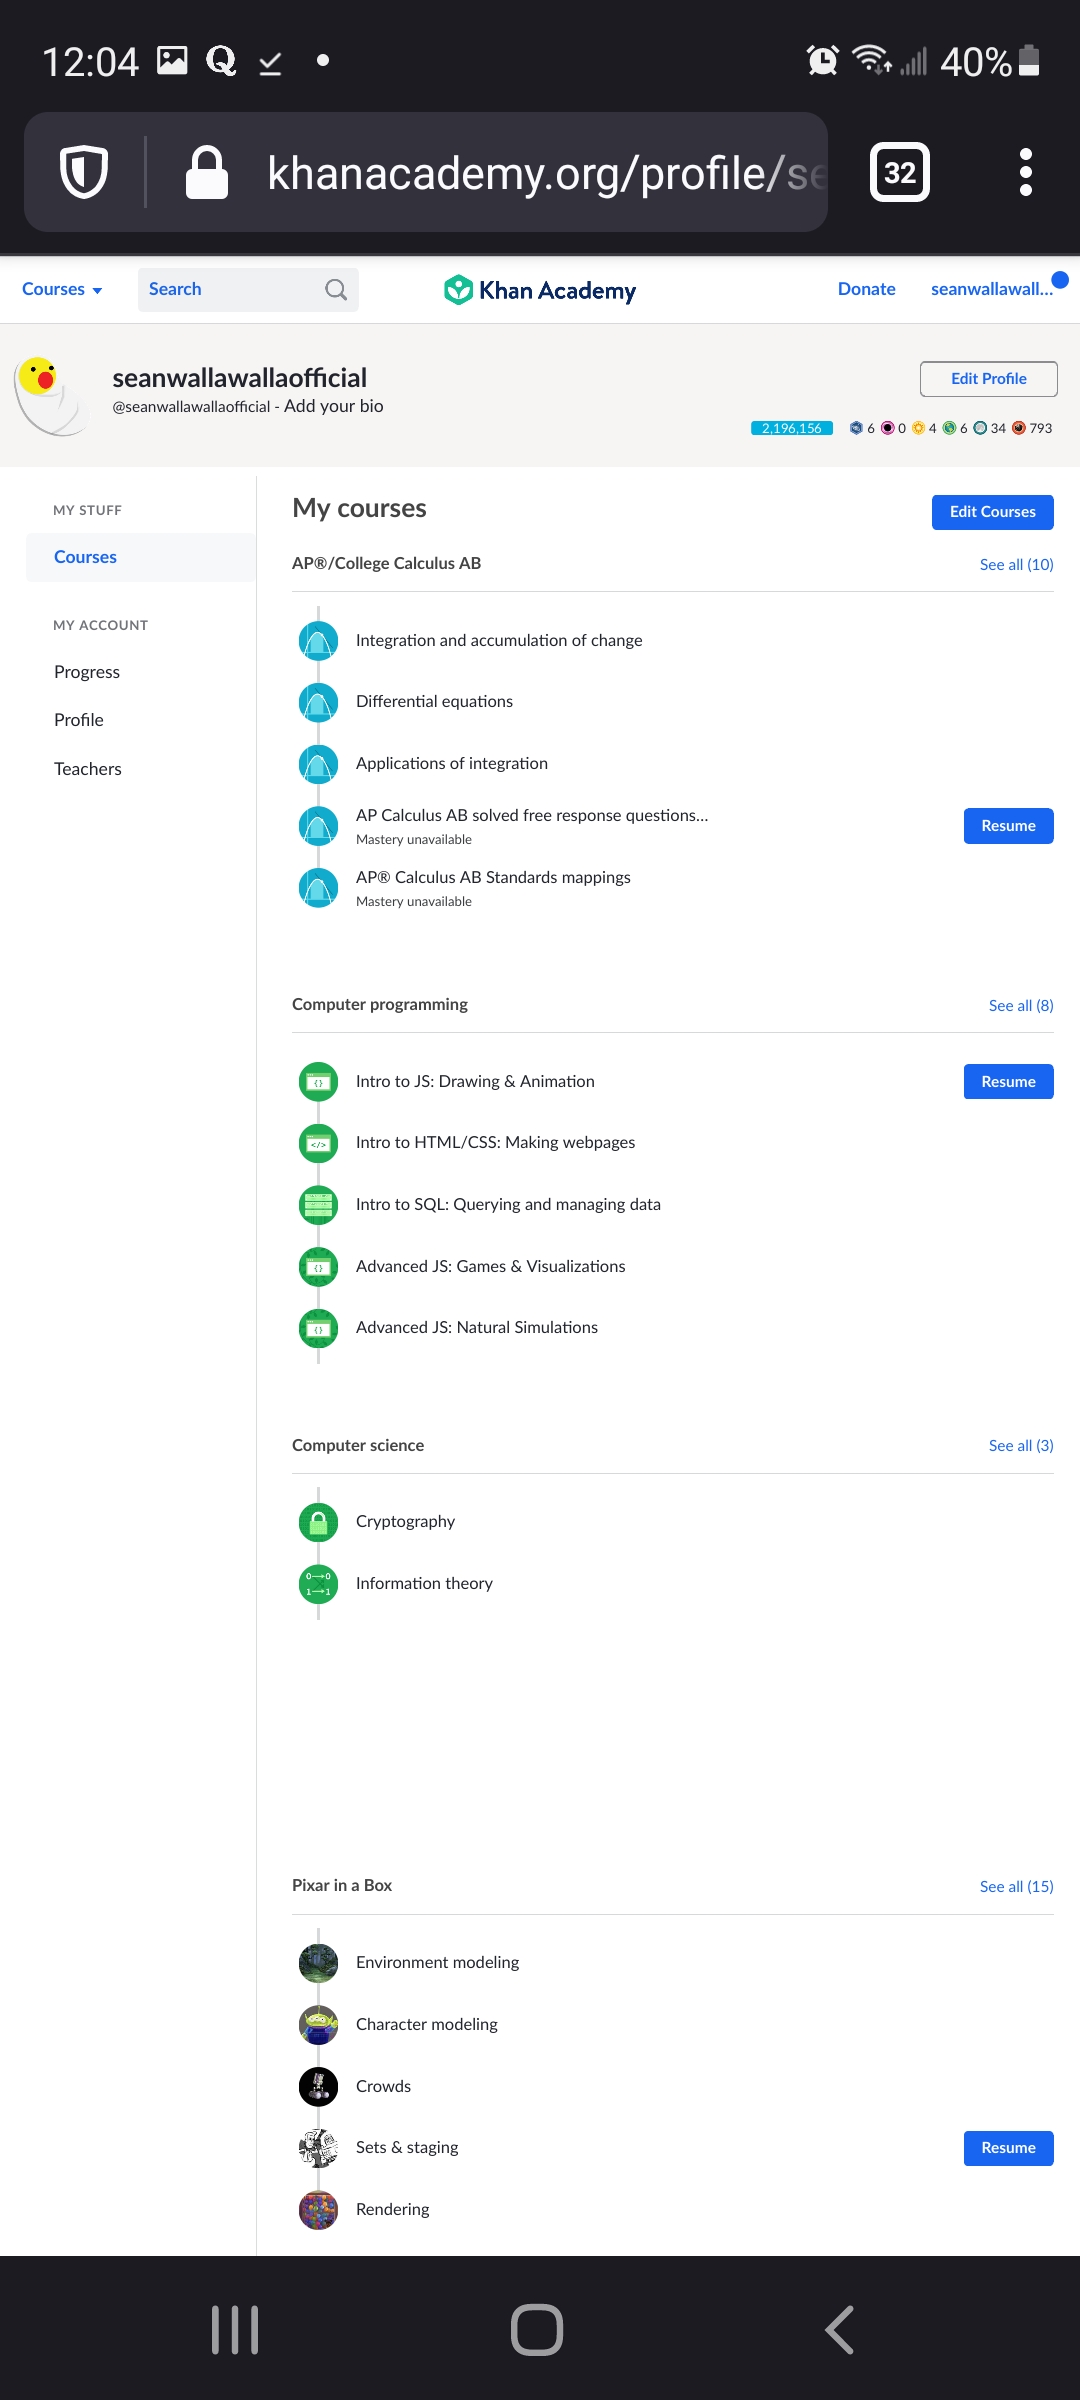 12:04
40%
khanacademy.org/profile/se
32
Courses
Search
Khan Academy
Donate
seanwallawall...
seanwallawallaofficial
@seanwallawallaofficial - Add your bio
Edit Profile
2,196,156 6 0 4 6 34 793
MY STUFF
Courses
MY ACCOUNT
Progress
Profile
Teachers
My courses
Edit Courses
AP®/College Calculus AB
See all (10)
Integration and accumulation of change
Differential equations
Applications of integration
AP Calculus AB solved free response questions...
Mastery unavailable
Resume
AP® Calculus AB Standards mappings
Mastery unavailable
Computer programming
See all (8)
Intro to JS: Drawing & Animation
Resume
Intro to HTML/CSS: Making webpages
Intro to SQL: Querying and managing data
Advanced JS: Games & Visualizations
Advanced JS: Natural Simulations
Computer science
See all (3)
Cryptography
Information theory
Pixar in a Box
See all (15)
Environment modeling
Character modeling
Crowds
Sets & staging
Resume
Rendering